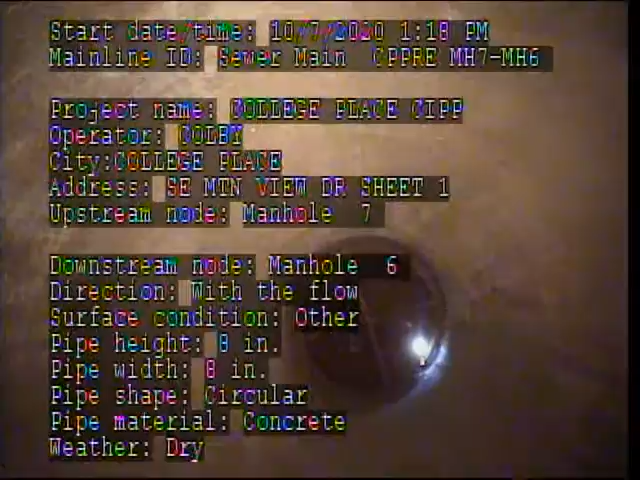 Start date/time: 10/7/2020 1:18 PM
Mainline ID: Sewer Main CPPRE MH7-MH6
Project name: COLLEGE PLACE CIPP
Operator: COLBY
City:COLLEGE PLACE
Address: SE MTN VIEW DR SHEET 1
Upstream node: Manhole 7
Downstream node: Manhole 6
Direction: With the flow
Surface condition: Other
Pipe height: 8 in.
Pipe width: 8 in.
Pipe shape: Circular
Pipe material: Concrete
Weather: Dry